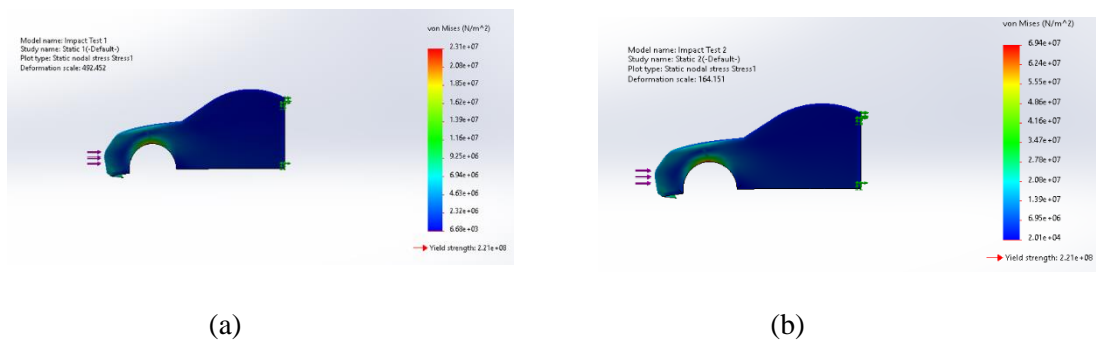 Model name: Impact Test 1
Study name: Static 1(-Default-)
Plot type: Static nodal stress Stress1
Deformation scale: 492.452
von Mises (N/m^2)
2.31e+07
2.08e+07
1.85e+07
1.62e+07
1.39e+07
1.16e+07
9.25e+06
6.94e+06
4.63e+06
2.32e+06
6.68e+03
Yield strength: 2.21e+08
(a)
Model name: Impact Test 2
Study name: Static 2(-Default-)
Plot type: Static nodal stress Stress1
Deformation scale: 164.151
von Mises (N/m^2)
6.94e+07
6.24e+07
5.55e+07
4.86e+07
4.16e+07
3.47e+07
2.78e+07
2.08e+07
1.39e+07
6.95e+06
2.01e+04
Yield strength: 2.21e+08
(b)